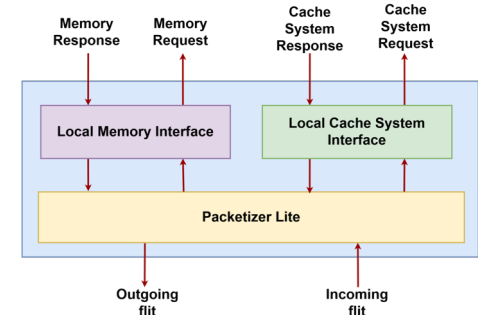 Memory
Response
Memory
Request
Cache
System
Response
Cache
System
Request
Local Memory Interface
Local Cache System
Interface
Packetizer Lite
Outgoing
flit
Incoming
flit